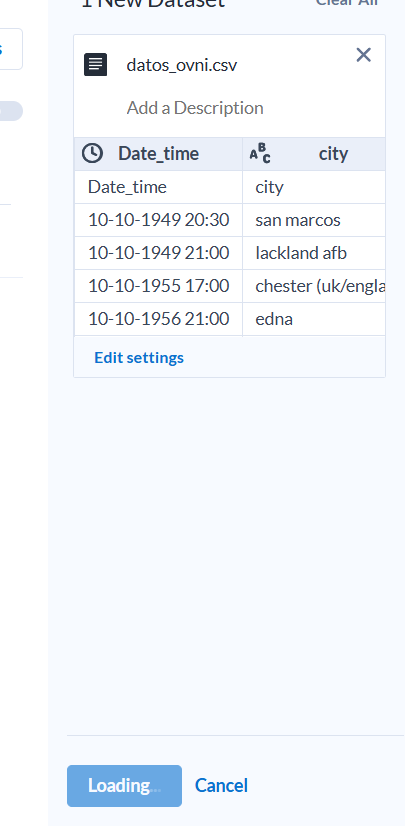 1 New Dataset Clear All
s
datos_ovni.csv
Add a Description
Date_time ABC city
Date_time city
10-10-1949 20:30 san marcos
10-10-1949 21:00 lackland afb
10-10-1955 17:00 chester (uk/engla
10-10-1956 21:00 edna
Edit settings
Loading... Cancel